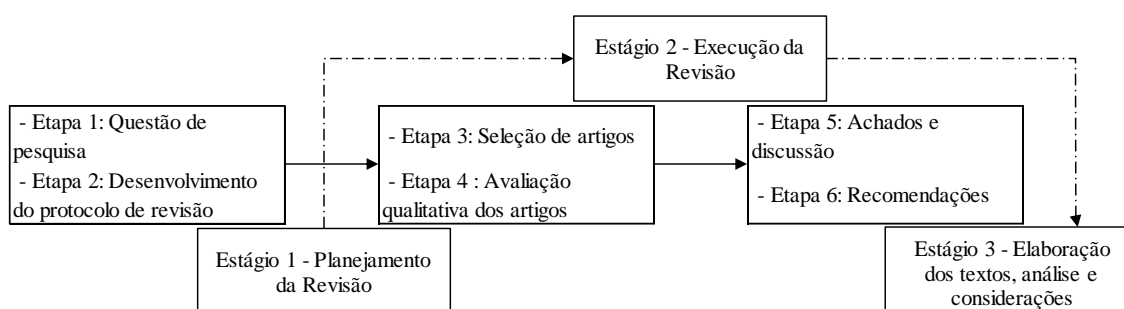 Estágio 2 - Execução da
Revisão
- Etapa 1: Questão de
pesquisa
- Etapa 2: Desenvolvimento
do protocolo de revisão
- Etapa 3: Seleção de artigos
- Etapa 4 : Avaliação
qualitativa dos artigos
- Etapa 5: Achados e
discussão
- Etapa 6: Recomendações
Estágio 1 - Planejamento
da Revisão
Estágio 3 - Elaboração
dos textos, análise e
considerações